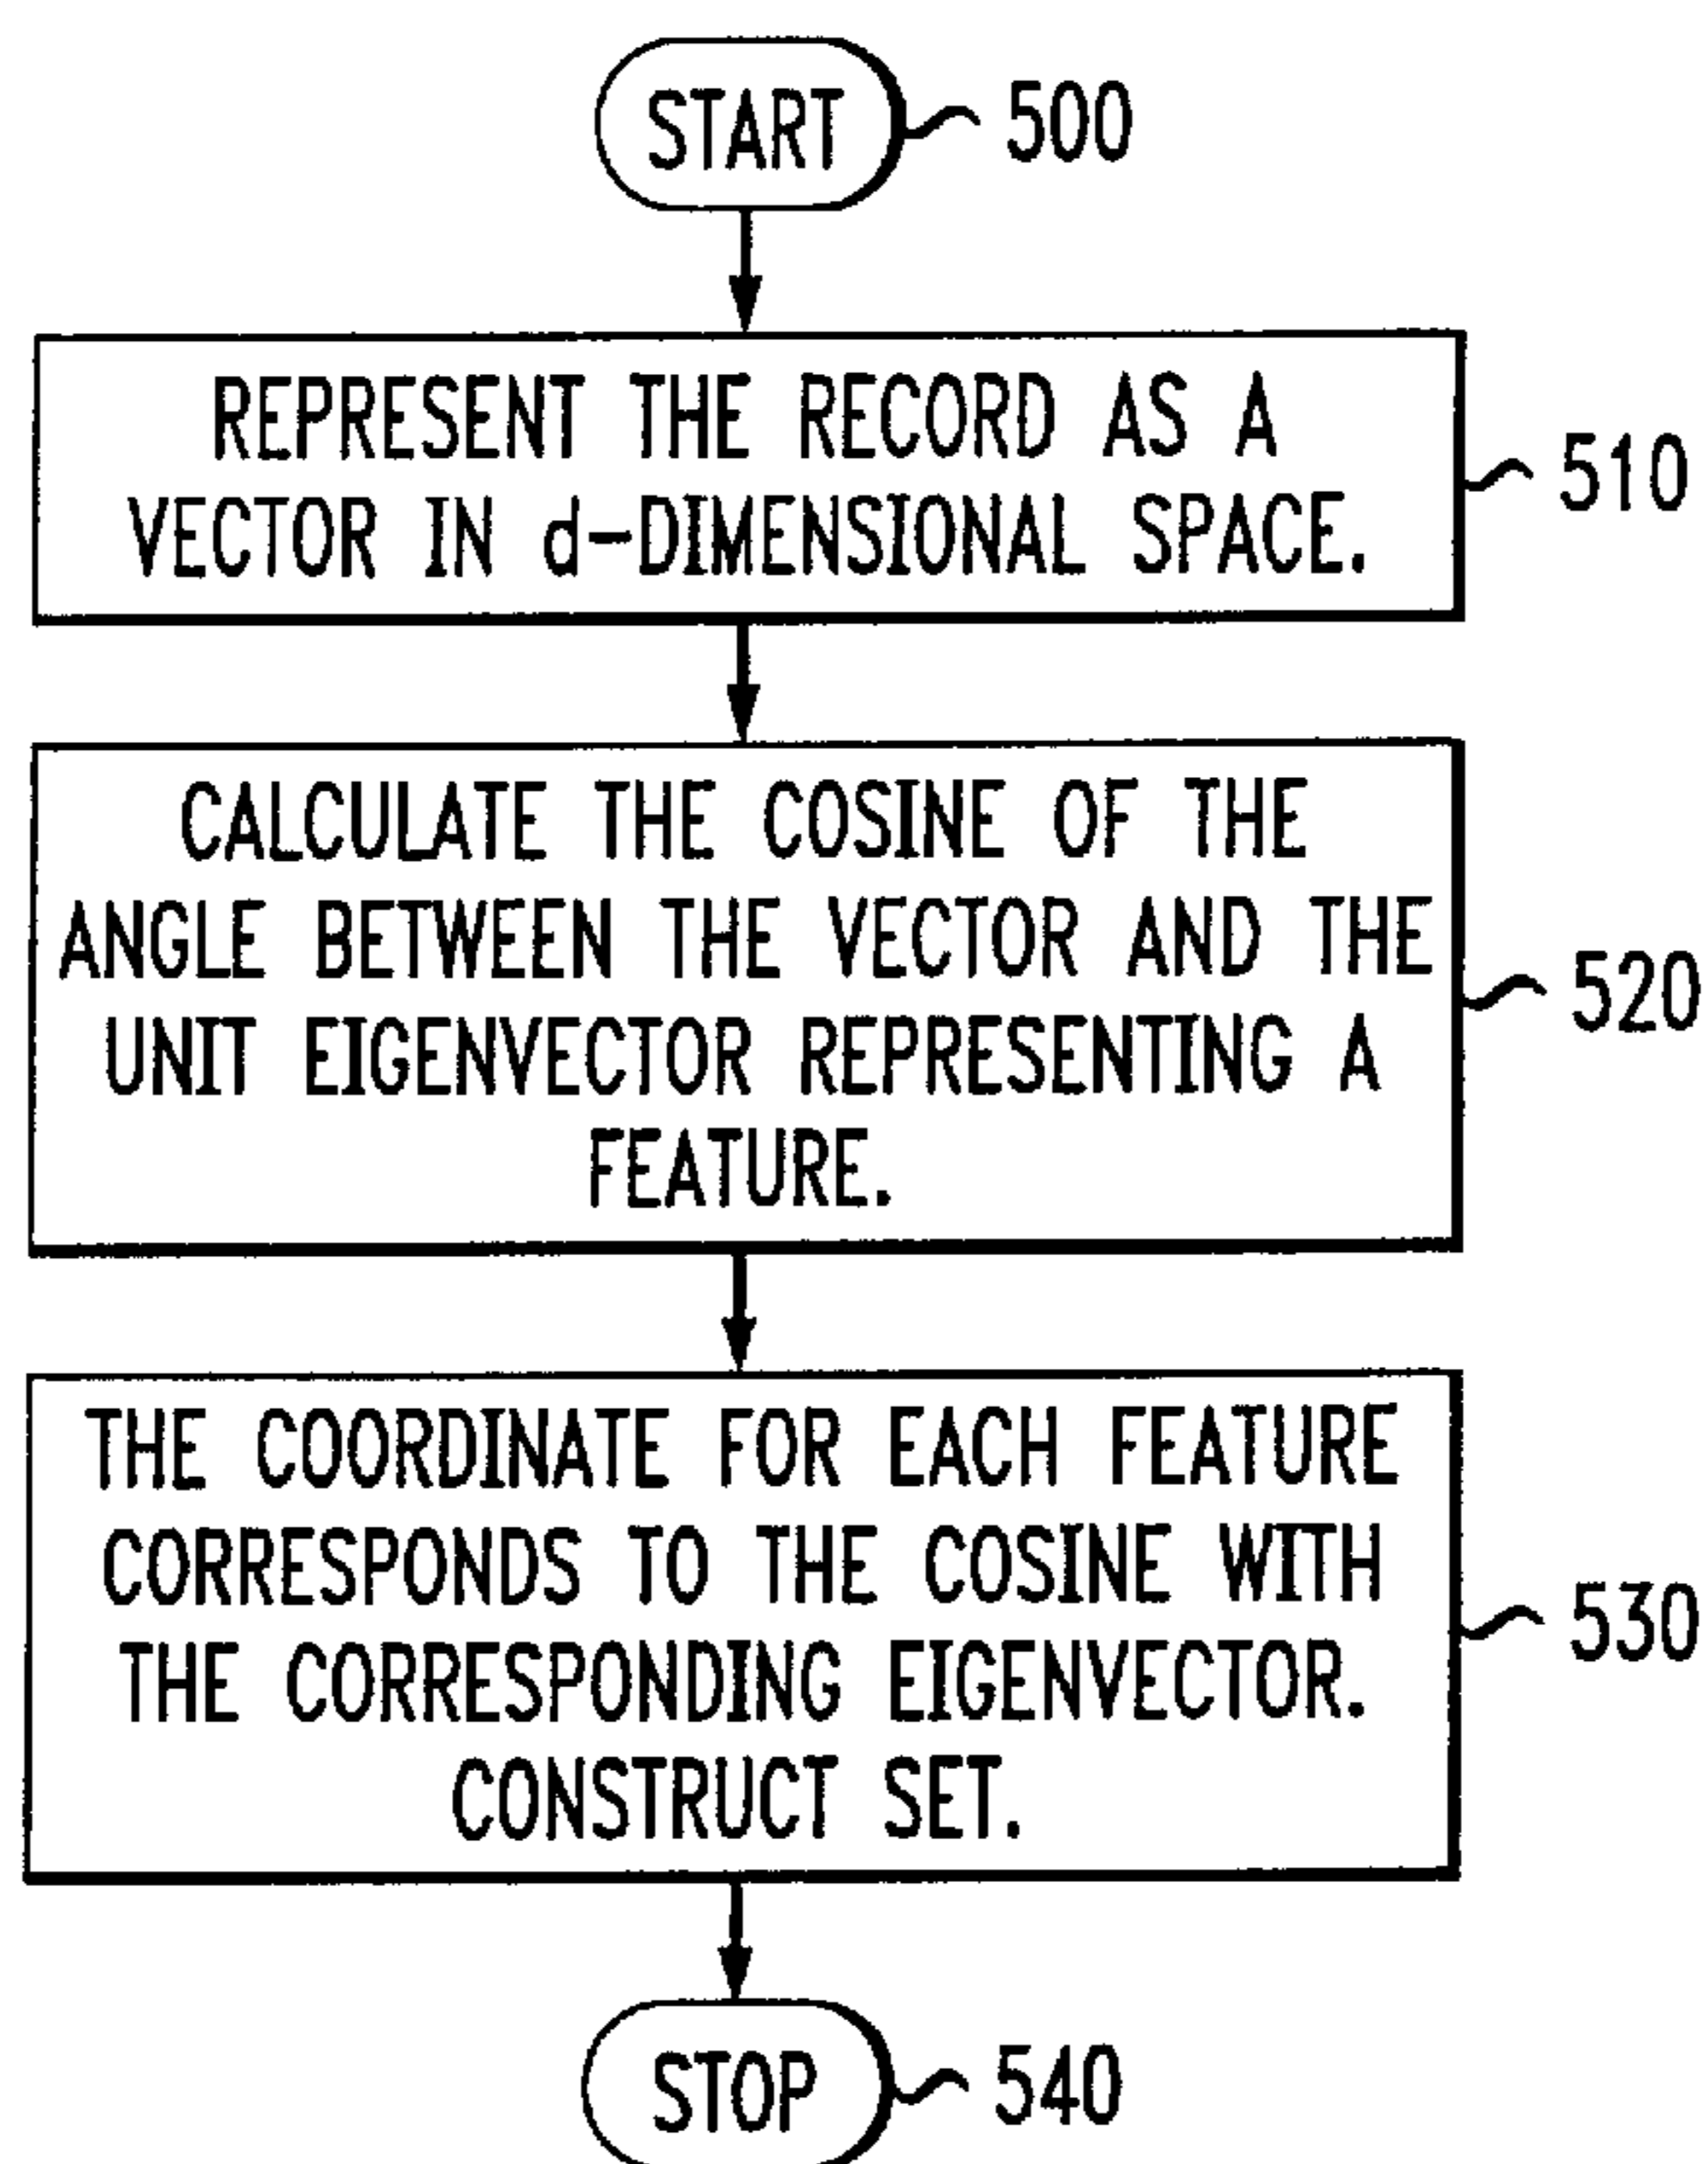 START
500
REPRESENT THE RECORD AS A
VECTOR IN d-DIMENSIONAL SPACE.
510
CALCULATE THE COSINE OF THE
ANGLE BETWEEN THE VECTOR AND THE
UNIT EIGENVECTOR REPRESENTING A
FEATURE.
520
THE COORDINATE FOR EACH FEATURE
CORRESPONDS TO THE COSINE WITH
THE CORRESPONDING EIGENVECTOR.
CONSTRUCT SET.
530
STOP
540